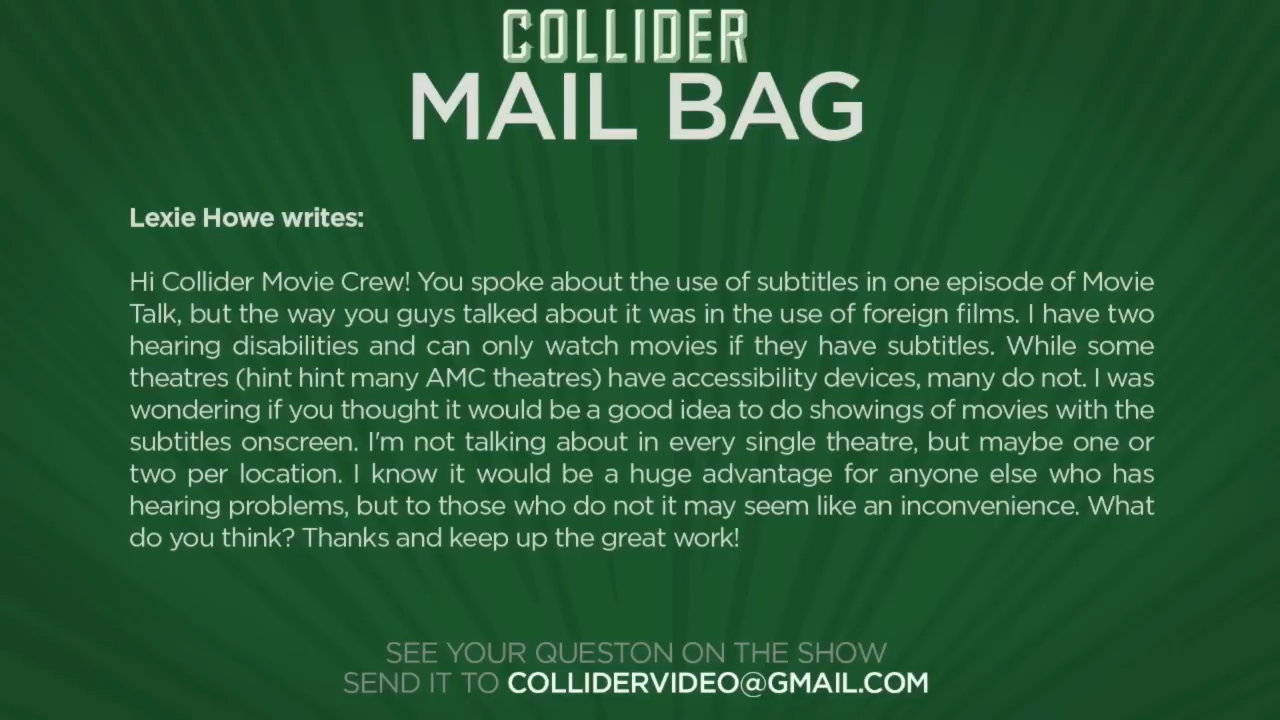 COLLIDER
MAIL BAG
Lexie Howe writes:
Hi Collider Movie Crew! You spoke about the use of subtitles in one episode of Movie
Talk, but the way you guys talked about it was in the use of foreign films. I have two
hearing disabilities and can only watch movies if they have subtitles. While some
theatres (hint hint many AMC theatres) have accessibility devices, many do not. I was
wondering if you thought it would be a good idea to do showings of movies with the
subtitles onscreen. I'm not talking about in every single theatre, but maybe one or
two per location. I know it would be a huge advantage for anyone else who has
hearing problems, but to those who do not it may seem like an inconvenience. What
do you think? Thanks and keep up the great work!
SEE YOUR QUESTON ON THE SHOW
SEND IT TO COLLIDERVIDEO@GMAIL.COM